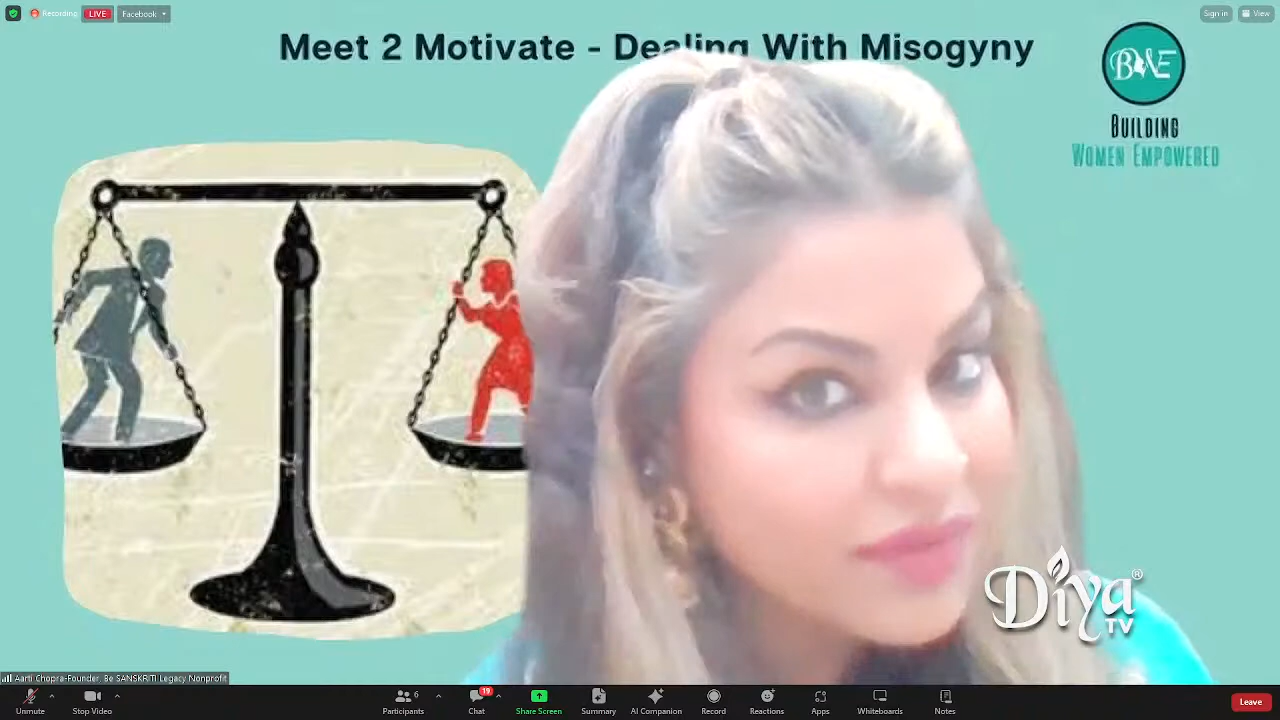 Recording
LIVE
Facebook
Sign in
View
Meet 2 Motivate - Dealing With Misogyny
BWE
BUILDING
WOMEN EMPOWERED
Diya®
TV
Aarti Chopra-Founder, Be SANSKRITI Legacy Nonprofit
Unmute
Stop Video
Participants
6
Chat
19
Share Screen
Summary
AI Companion
Record
Reactions
Apps
Whiteboards
Notes
Leave